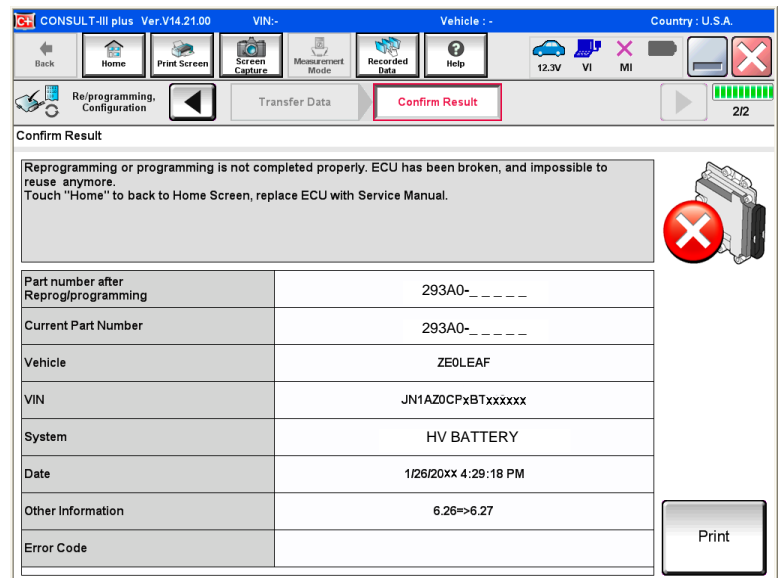 C+ CONSULT-III plus Ver.V14.21.00 VIN:- Vehicle : - Country : U.S.A.
Back Home Print Screen Screen Capture Measurement Mode Recorded Data Help 12.3V VI MI
Re/programming, Configuration Transfer Data Confirm Result 2/2
Confirm Result
Reprogramming or programming is not completed properly. ECU has been broken, and impossible to
reuse anymore.
Touch "Home" to back to Home Screen, replace ECU with Service Manual.
Part number after
Reprog/programming
293A0-_ _ _ _ _
Current Part Number 293A0-_ _ _ _ _
Vehicle ZE0LEAF
VIN JN1AZ0CPxBTxxxxxx
System HV BATTERY
Date 1/26/20xx 4:29:18 PM
Other Information 6.26=>6.27
Error Code
Print